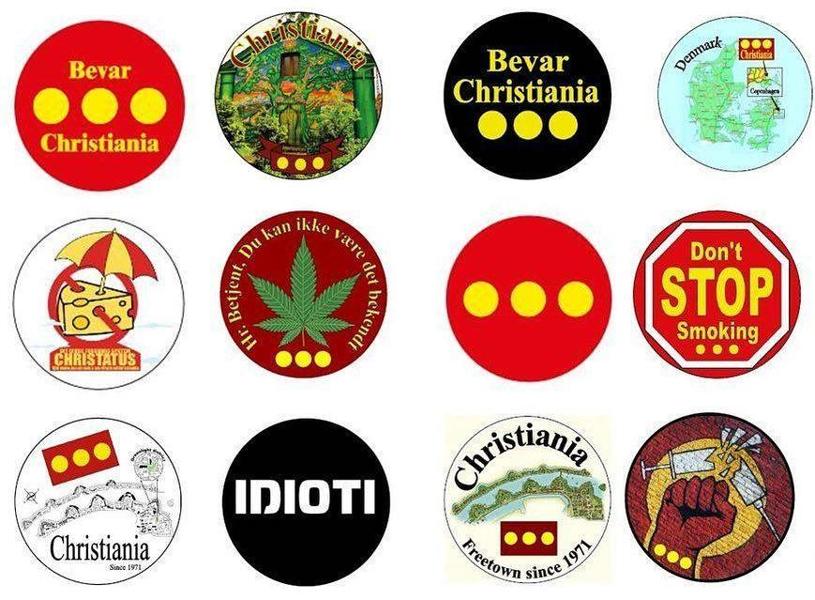 Bevar
Christiania
Christiania
Bevar
Christiania
Denmark
Christiania
Copenhagen
CHRISTATUS
Hr. Betjent, Du kan ikke være det bekendt
Don't
STOP
Smoking
Christiania
Since 1971
IDIOTI
Christiania
Freetown since 1971